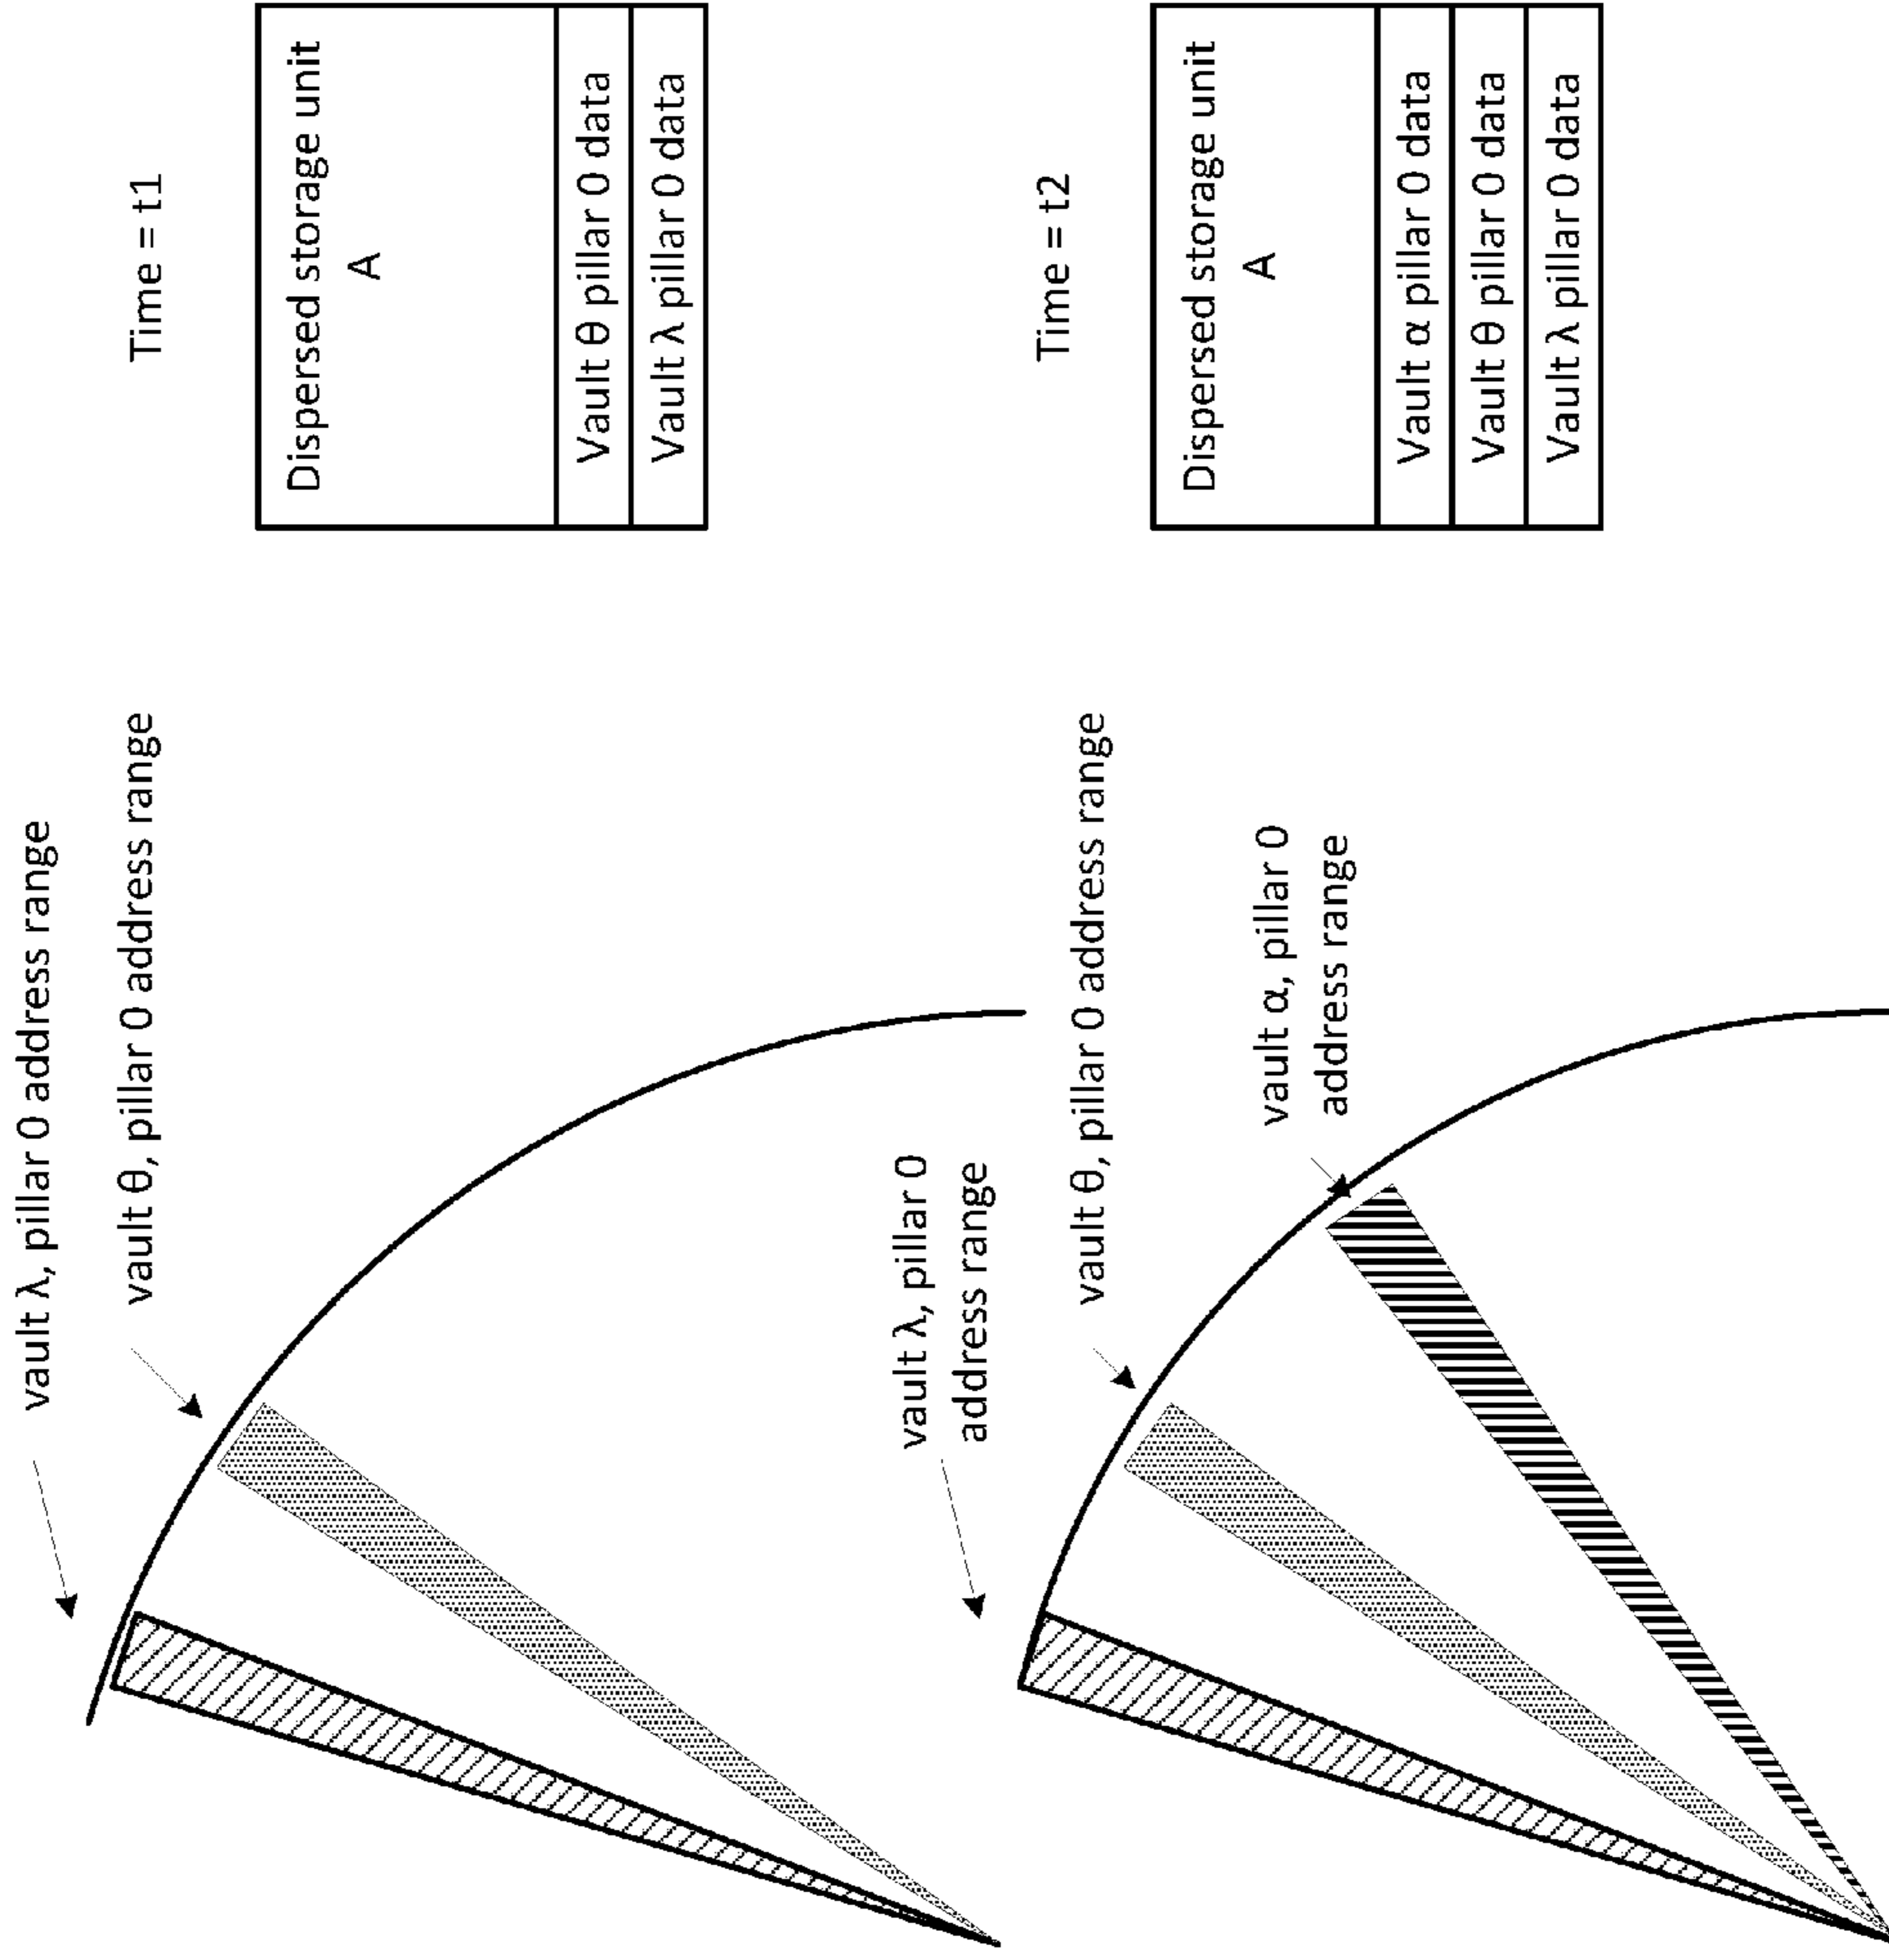 Time = t1
Dispersed storage unit
A
Vault θ pillar 0 data
Vault λ pillar 0 data
vault λ, pillar 0 address range
vault θ, pillar 0 address range
Time = t2
Dispersed storage unit
A
Vault α pillar 0 data
Vault θ pillar 0 data
Vault λ pillar 0 data
vault λ, pillar 0
address range
vault θ, pillar 0 address range
vault α, pillar 0
address range